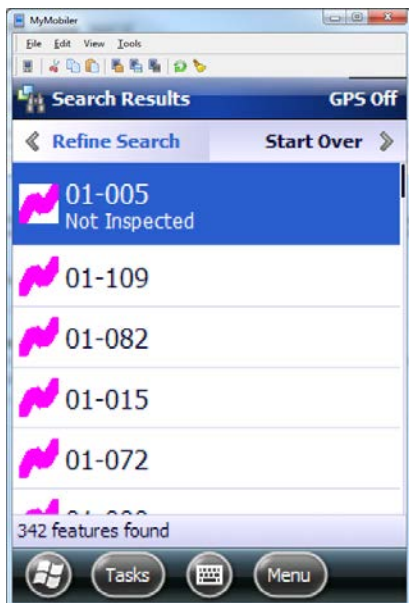 MyMobiler
File Edit View Tools
Search Results GPS Off
Refine Search Start Over
01-005
Not Inspected
01-109
01-082
01-015
01-072
342 features found
Tasks Menu